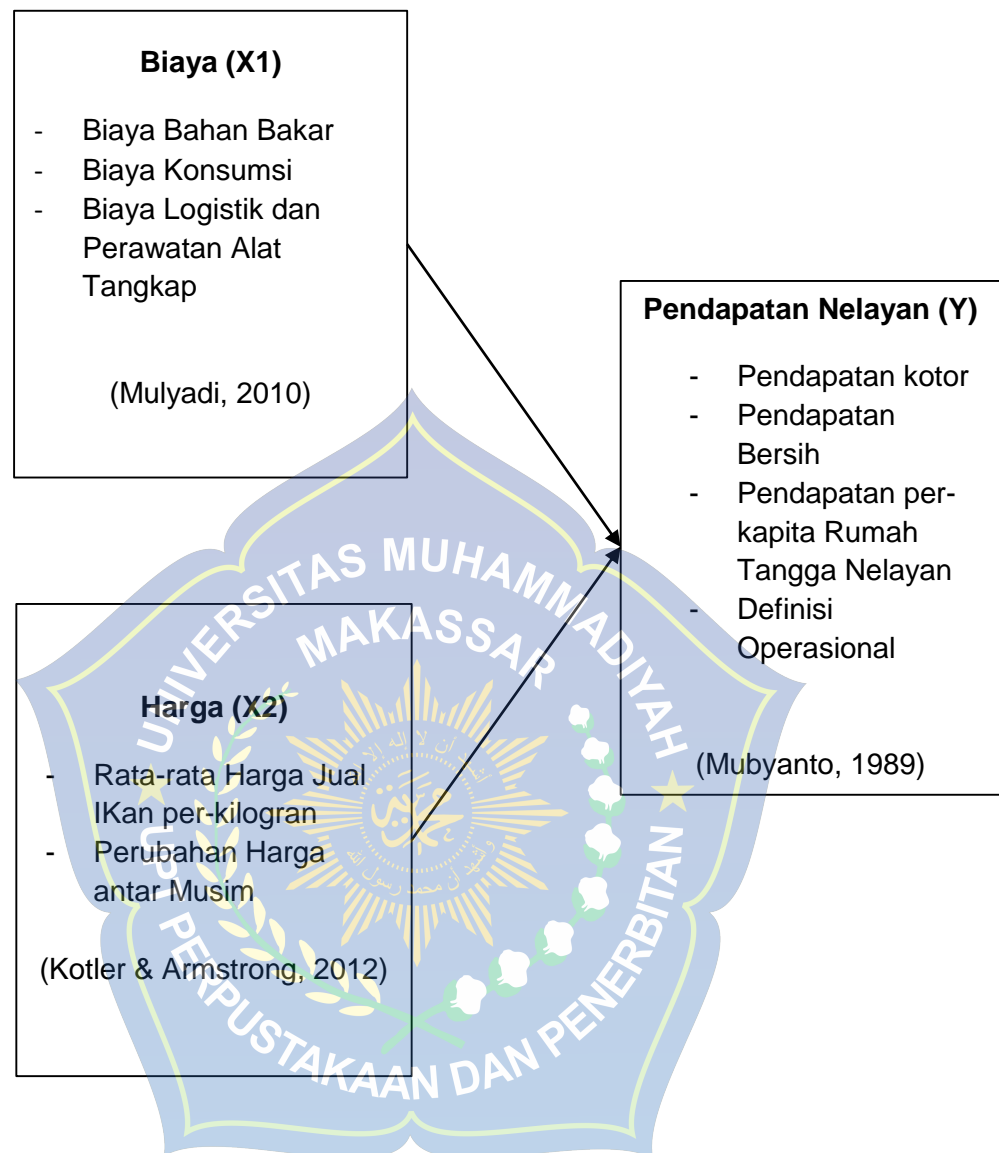 Biaya (X1)
- Biaya Bahan Bakar
- Biaya Konsumsi
- Biaya Logistik dan
Perawatan Alat
Tangkap
(Mulyadi, 2010)
Pendapatan Nelayan (Y)
- Pendapatan kotor
- Pendapatan
Bersih
- Pendapatan per-
kapita Rumah
Tangga Nelayan
- Definisi
Operasional
(Mubyanto, 1989)
Harga (X2)
- Rata-rata Harga Jual
IKan per-kilogran
- Perubahan Harga
antar Musim
(Kotler & Armstrong, 2012)
UNIVERSITAS MUHAMMADIYAH
MAKASSAR
UPT PERPUSTAKAAN DAN PENERBITAN